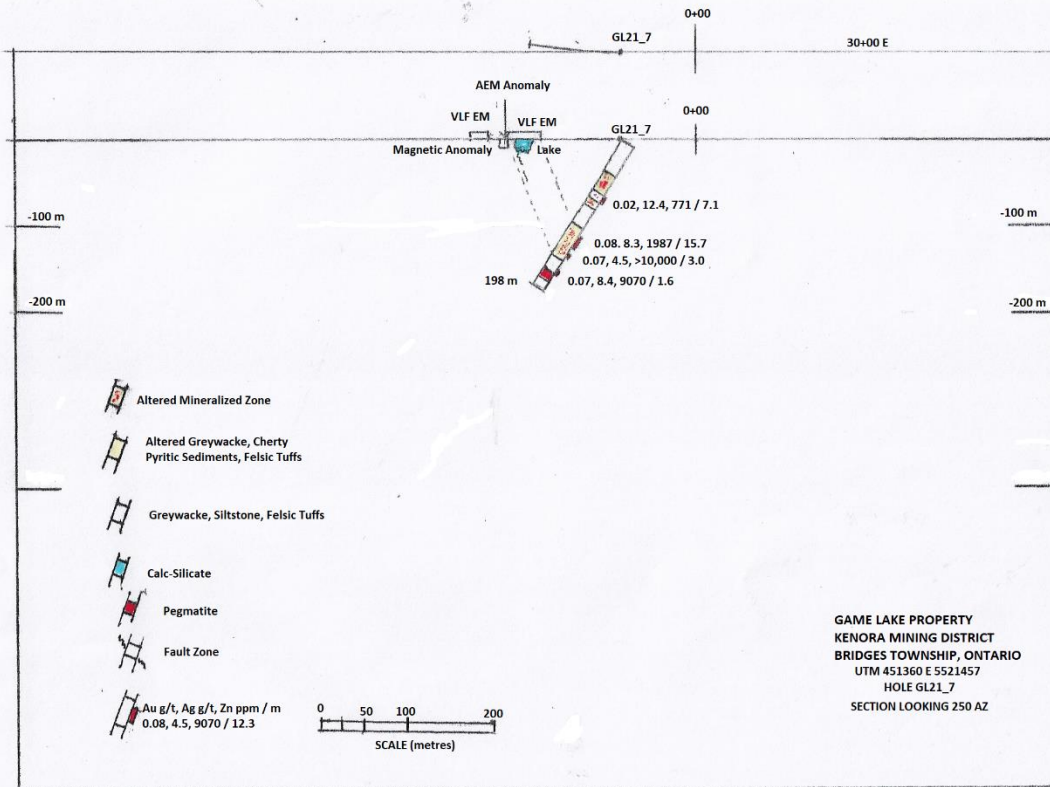 0+00
GL21_7
30+00 E
AEM Anomaly
VLF EM
VLF EM
0+00
GL21_7
Magnetic Anomaly
Lake
0.02, 12.4, 771 / 7.1
-100 m
-100 m
0.08. 8.3, 1987 / 15.7
0.07, 4.5, >10,000 / 3.0
198 m
0.07, 8.4, 9070 / 1.6
-200 m
-200 m
Altered Mineralized Zone
Altered Greywacke, Cherty
Pyritic Sediments, Felsic Tuffs
Greywacke, Siltstone, Felsic Tuffs
Calc-Silicate
Pegmatite
Fault Zone
Au g/t, Ag g/t, Zn ppm / m
0.08, 4.5, 9070 / 12.3
0 50 100 200
SCALE (metres)
GAME LAKE PROPERTY
KENORA MINING DISTRICT
BRIDGES TOWNSHIP, ONTARIO
UTM 451360 E 5521457
HOLE GL21_7
SECTION LOOKING 250 AZ